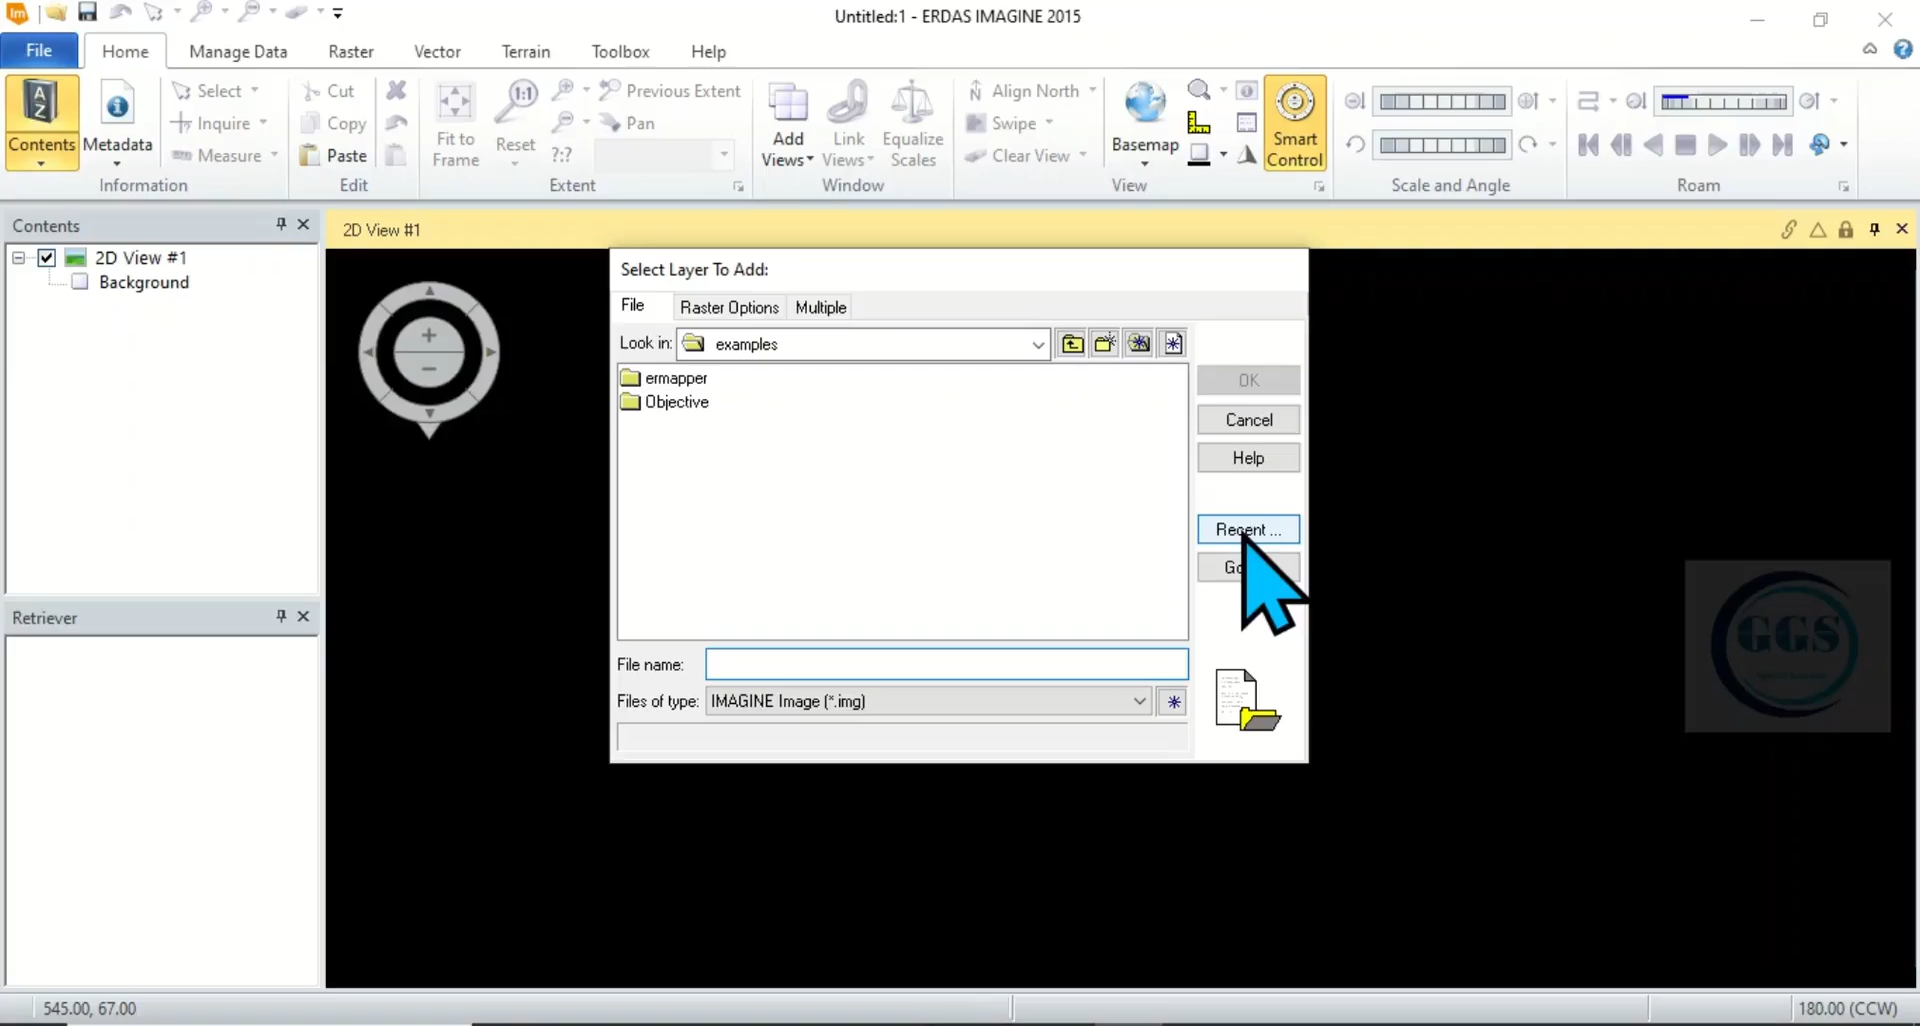 Untitled:1 - ERDAS IMAGINE 2015
File
Home
Manage Data
Raster
Vector
Terrain
Toolbox
Help
Contents
Metadata
Select
Inquire
Measure
Information
Cut
Copy
Paste
Edit
Fit to
Frame
1:1
Reset
?:?
Previous Extent
Pan
Extent
Add
Views
Link
Views
Equalize
Scales
Window
Align North
Swipe
Clear View
Basemap
Smart
Control
View
Scale and Angle
Roam
Contents
2D View #1
Background
Retriever
2D View #1
Select Layer To Add:
File
Raster Options
Multiple
Look in:
examples
ermapper
Objective
OK
Cancel
Help
Recent ...
File name:
Files of type:
IMAGINE Image (*.img)
GGS
545.00, 67.00
180.00 (CCW)